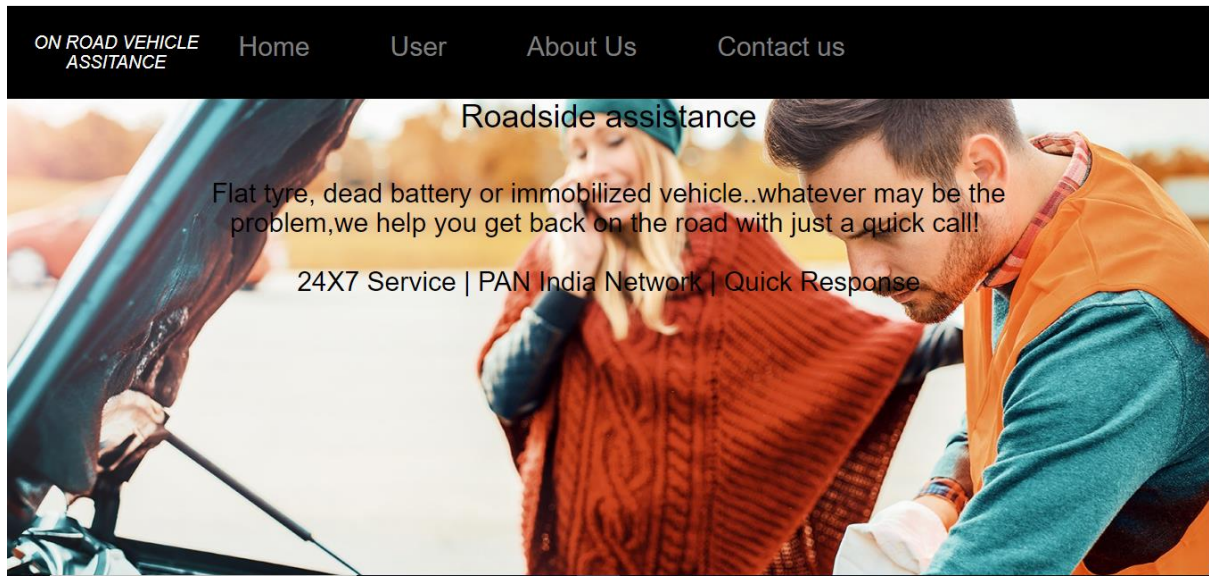 ON ROAD VEHICLE
ASSITANCE
Home User About Us Contact us
Roadside assistance
Flat tyre, dead battery or immobilized vehicle..whatever may be the
problem,we help you get back on the road with just a quick call!
24X7 Service | PAN India Network | Quick Response